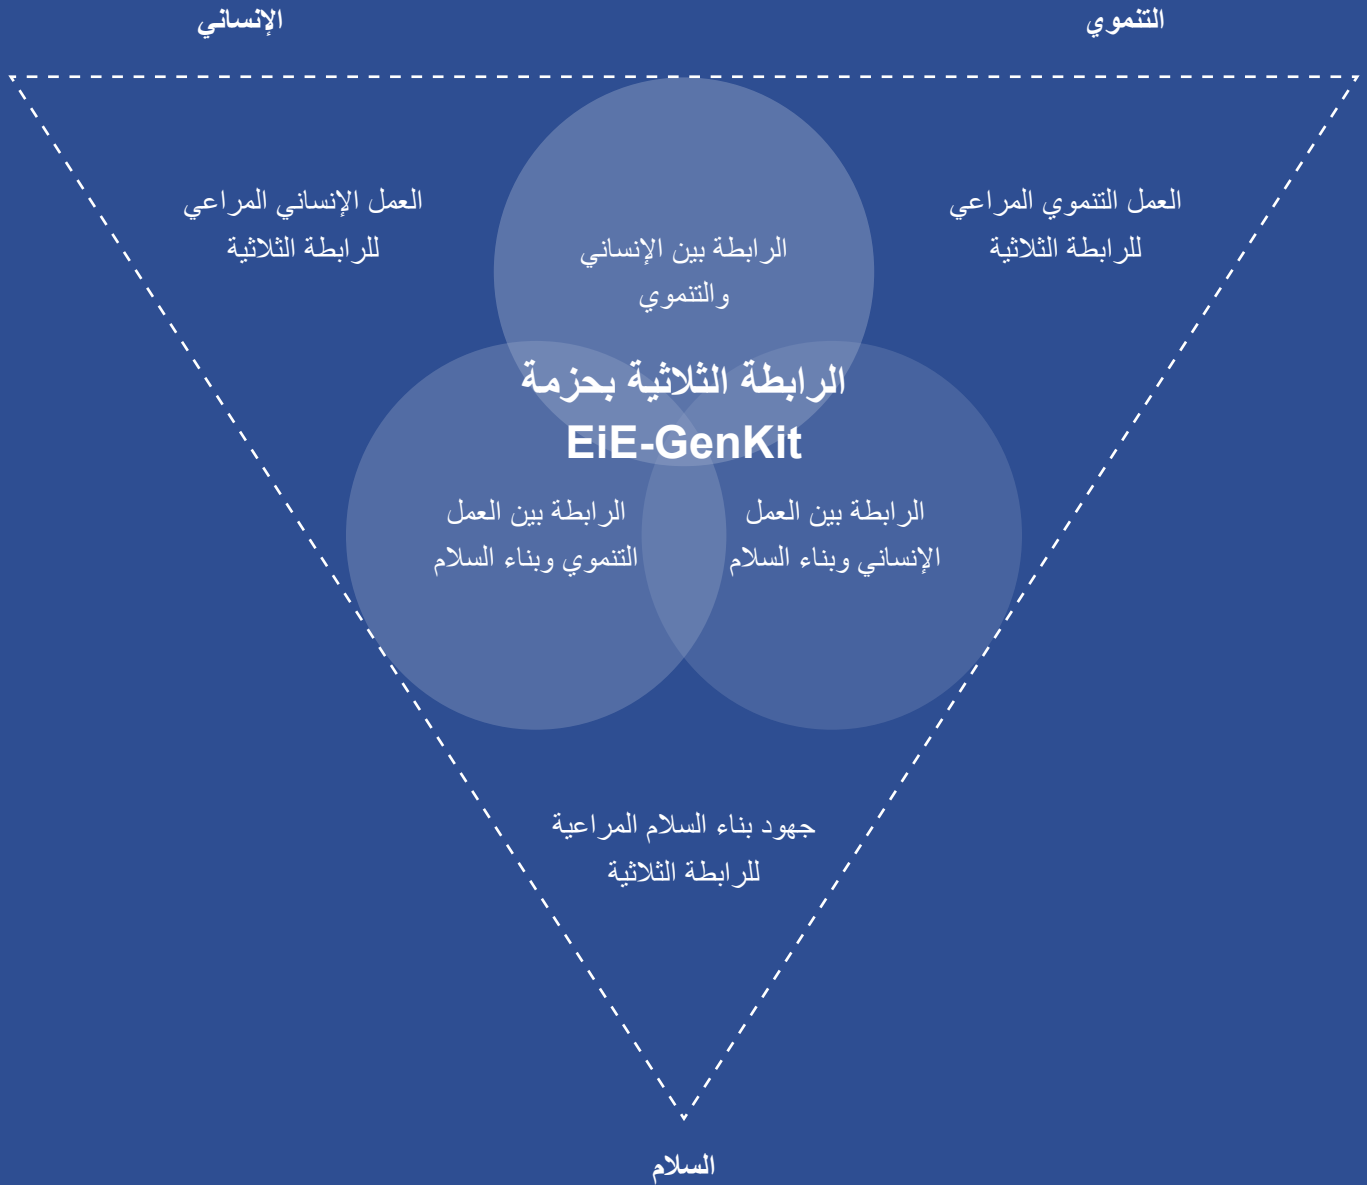 التنموي
الإنساني
العمل التنموي المراعي
للرابطة الثلاثية
الرابطة بين الإنساني
والتنموي
العمل الإنساني المراعي
للرابطة الثلاثية
الرابطة الثلاثية بحزمة
EiE-GenKit
الرابطة بين العمل
الإنساني وبناء السلام
الرابطة بين العمل
التنموي وبناء السلام
جهود بناء السلام المراعية
للرابطة الثلاثية
السلام